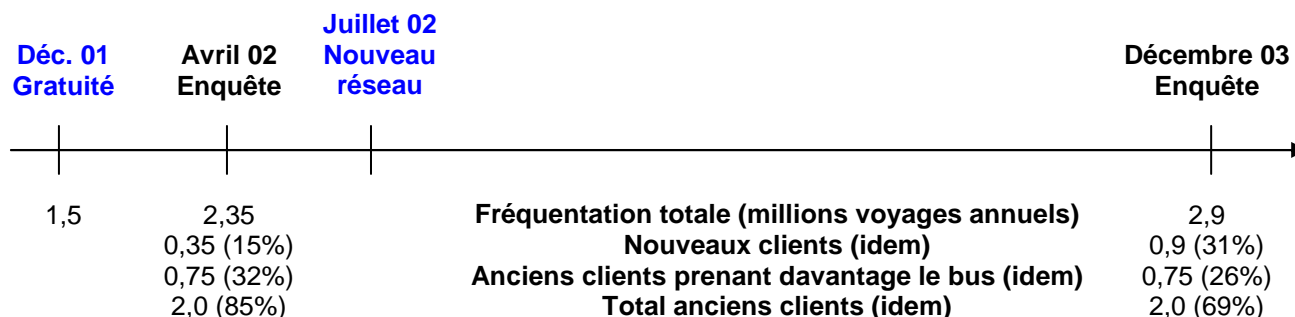 Déc. 01
Gratuité
Avril 02
Enquête
Juillet 02
Nouveau
réseau
Décembre 03
Enquête
1,5 2,35 Fréquentation totale (millions voyages annuels) 2,9
0,35 (15%) Nouveaux clients (idem) 0,9 (31%)
0,75 (32%) Anciens clients prenant davantage le bus (idem) 0,75 (26%)
2,0 (85%) Total anciens clients (idem) 2,0 (69%)